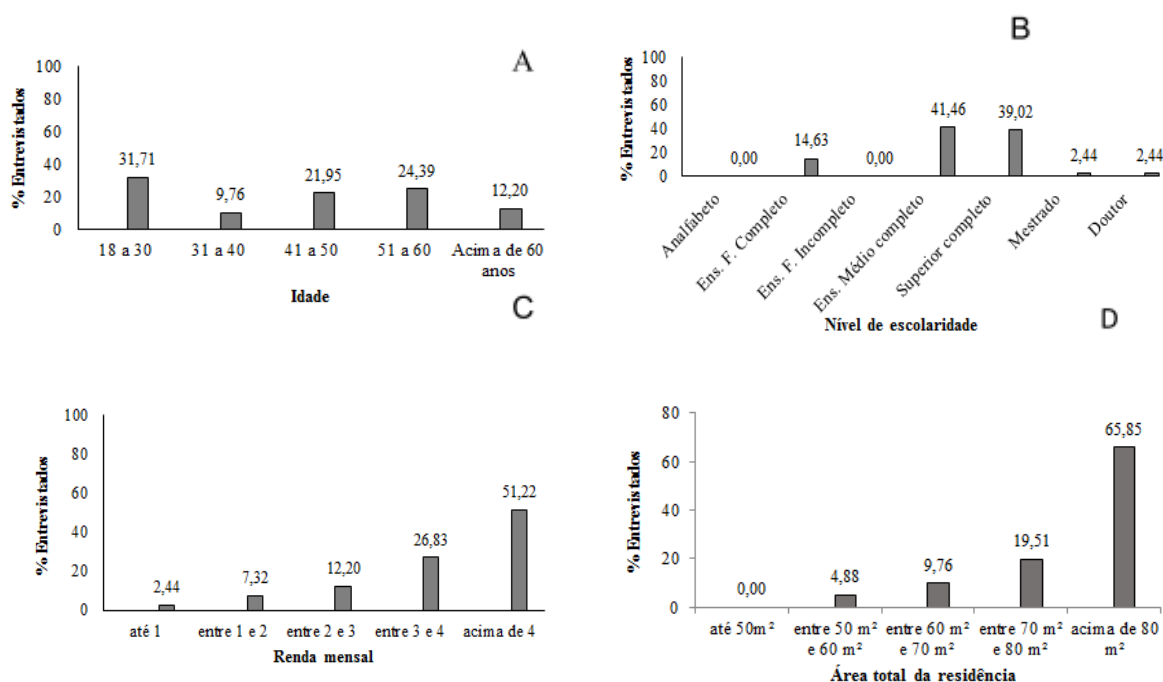 A
% Entrevistados
100
80
60
40
20
0
31,71
9,76
21,95
24,39
12,20
18 a 30
31 a 40
41 a 50
51 a 60
Acima de 60
anos
Idade
B
% Entrevistados
100
80
60
40
20
0
0,00
14,63
0,00
41,46
39,02
2,44
2,44
Analfabeto
Ens. F. Completo
Ens. F. Incompleto
Ens. Médio completo
Superior completo
Mestrado
Doutor
Nível de escolaridade
C
% Entrevistados
100
80
60
40
20
0
2,44
7,32
12,20
26,83
51,22
até 1
entre 1 e 2
entre 2 e 3
entre 3 e 4
acima de 4
Renda mensal
D
% Entrevistados
80
60
40
20
0
0,00
4,88
9,76
19,51
65,85
até 50m²
entre 50 m²
e 60 m²
entre 60 m²
e 70 m²
entre 70 m²
e 80 m²
acima de 80
m²
Área total da residência